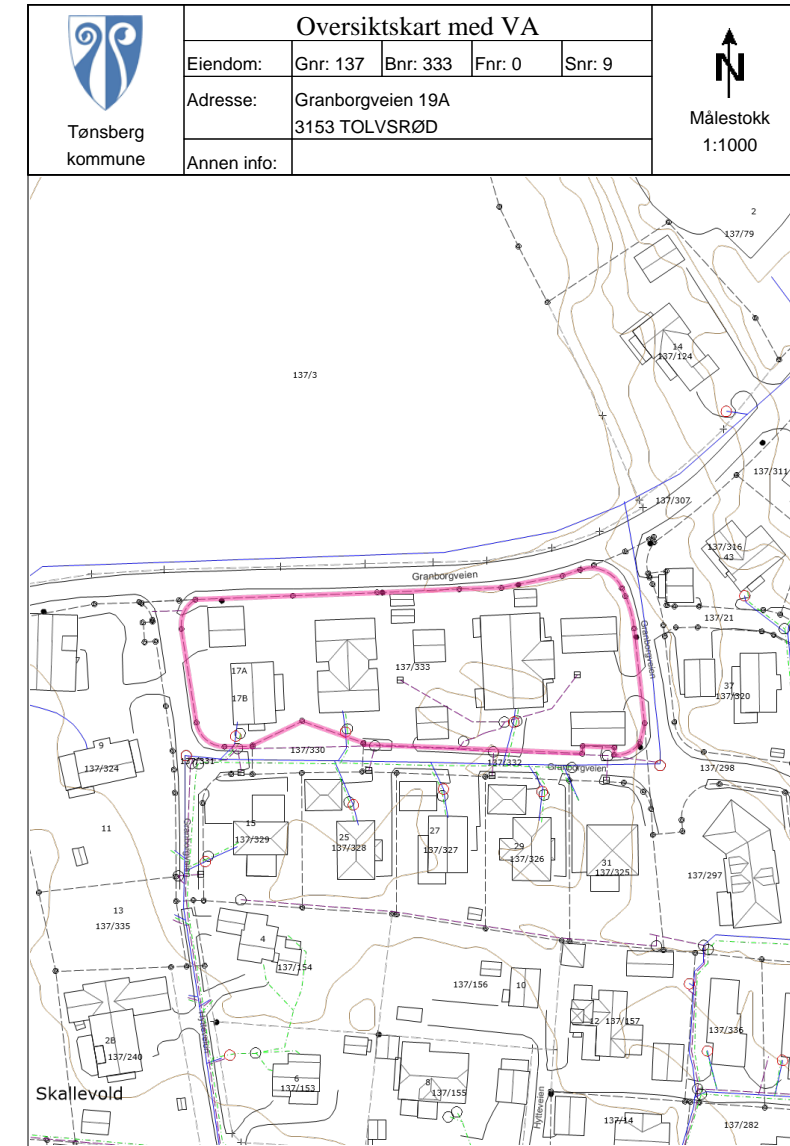 Oversiktskart med VA
Eiendom: Gnr: 137 Bnr: 333 Fnr: 0 Snr: 9
Adresse: Granborgveien 19A
3153 TOLVSRØD
Annen info:
Tønsberg
kommune
N
Målestokk
1:1000
2
137/79
14
137/124
137/3
137/311
137/307
137/316
43
Granborgveien
137/21
Granborgveien
7
17A
137/333
17B
37
137/320
9
137/324
137/330
137/331
137/332
Granborgveien
137/298
11
15
137/329
25
137/328
27
137/327
29
137/326
31
137/325
Granborgveien
137/297
13
137/335
4
137/154
137/156
10
12
137/157
137/336
Hytteveien
2B
137/240
6
137/153
8
137/155
Skallevold
Hytteveien
137/14
137/282